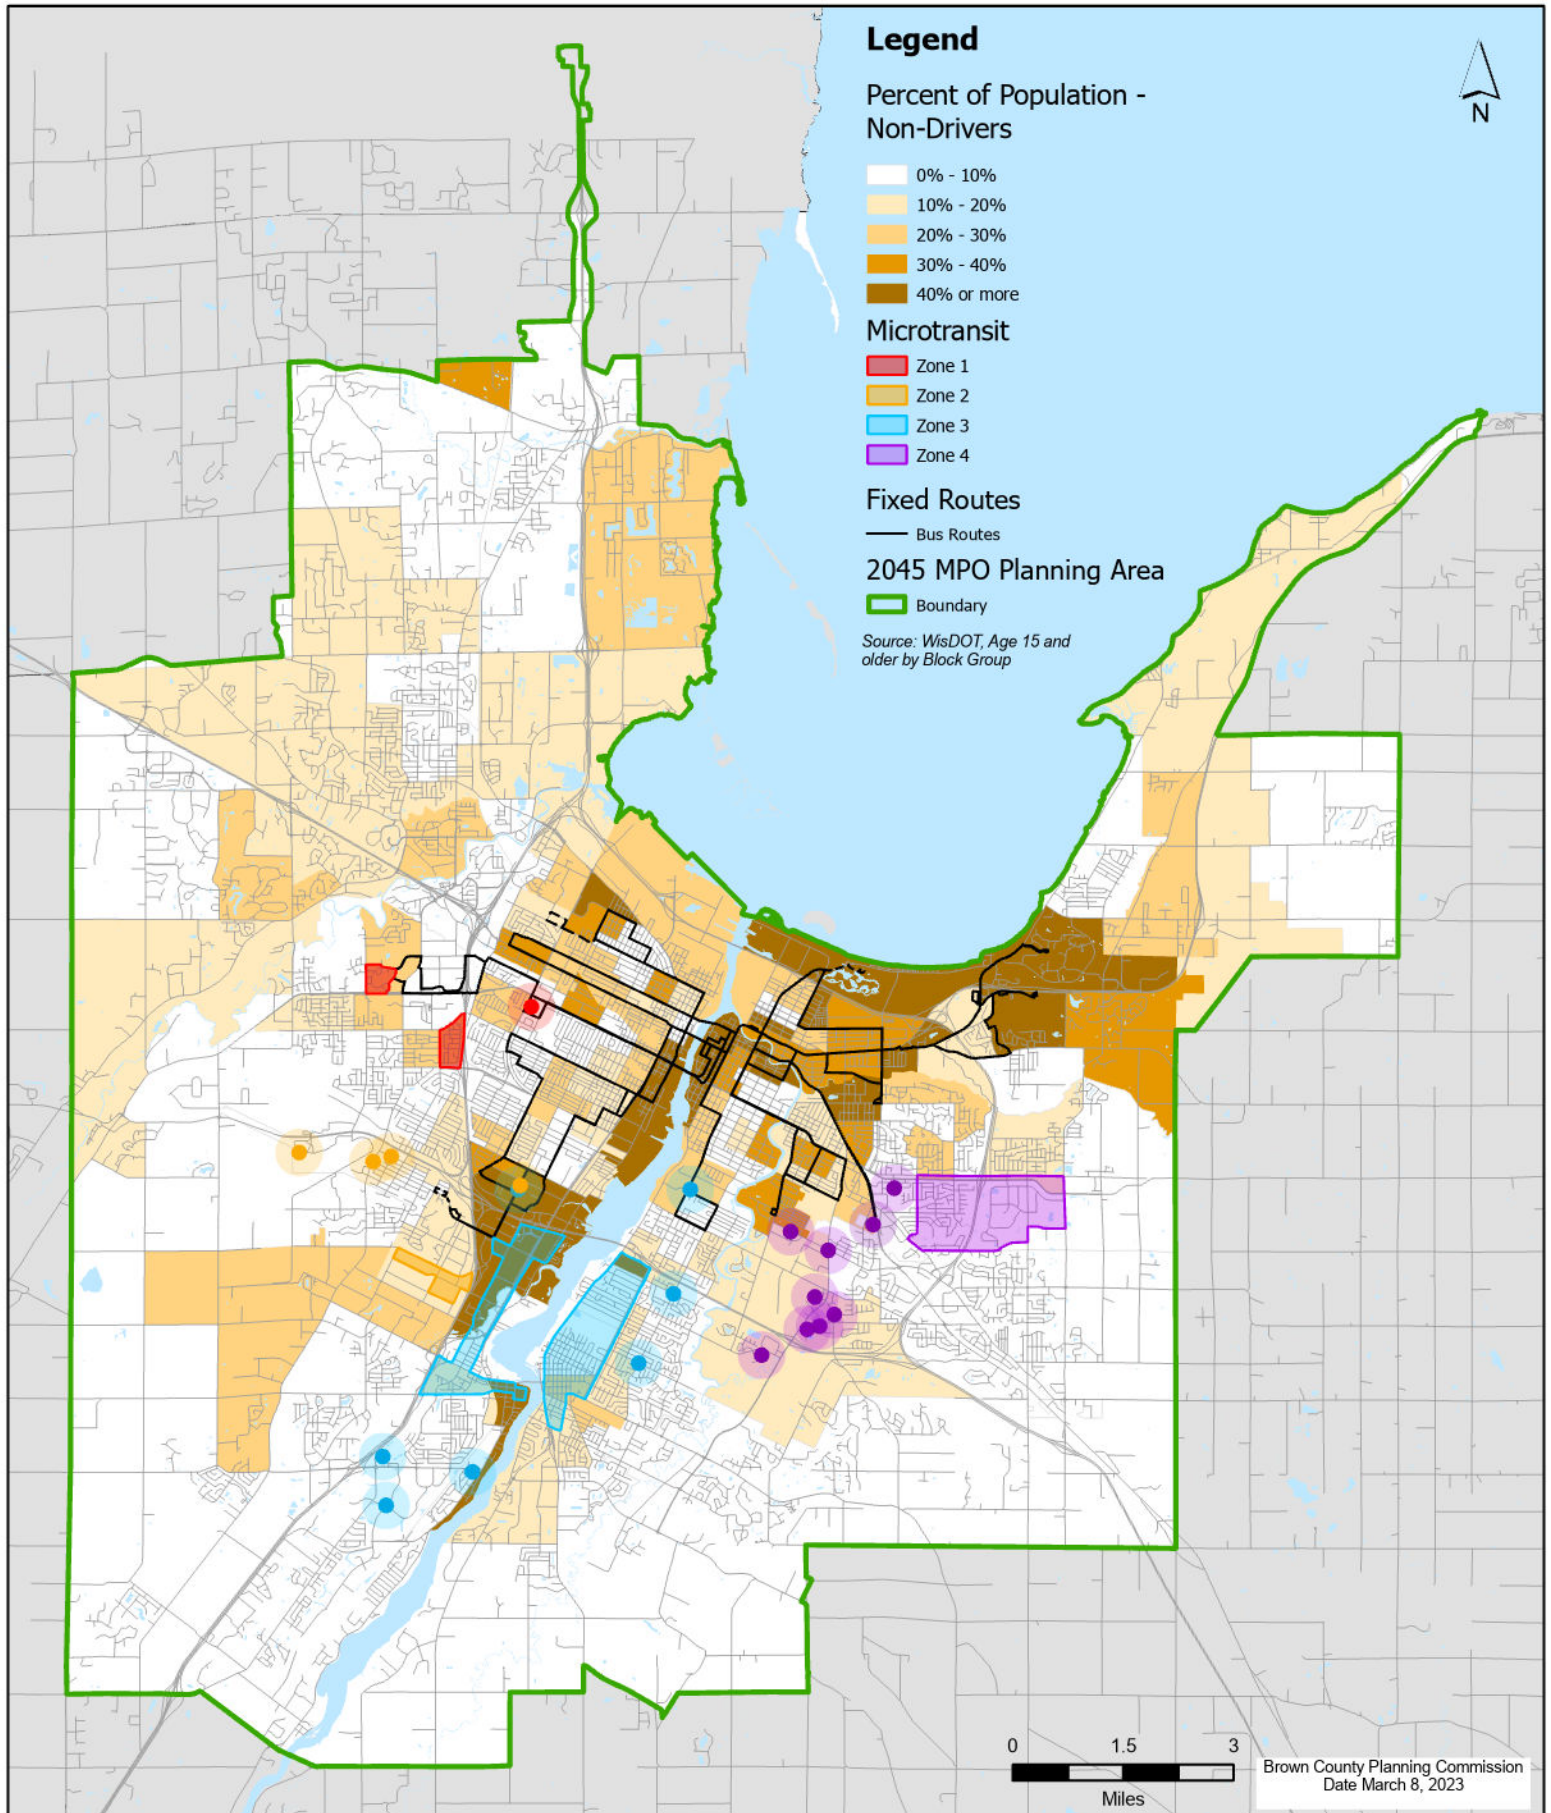 Legend
N
Percent of Population -
Non-Drivers
0% - 10%
10% - 20%
20% - 30%
30% - 40%
40% or more
Microtransit
Zone 1
Zone 2
Zone 3
Zone 4
Fixed Routes
Bus Routes
2045 MPO Planning Area
Boundary
Source: WisDOT, Age 15 and
older by Block Group
0 1.5 3
Miles
Brown County Planning Commission
Date March 8, 2023